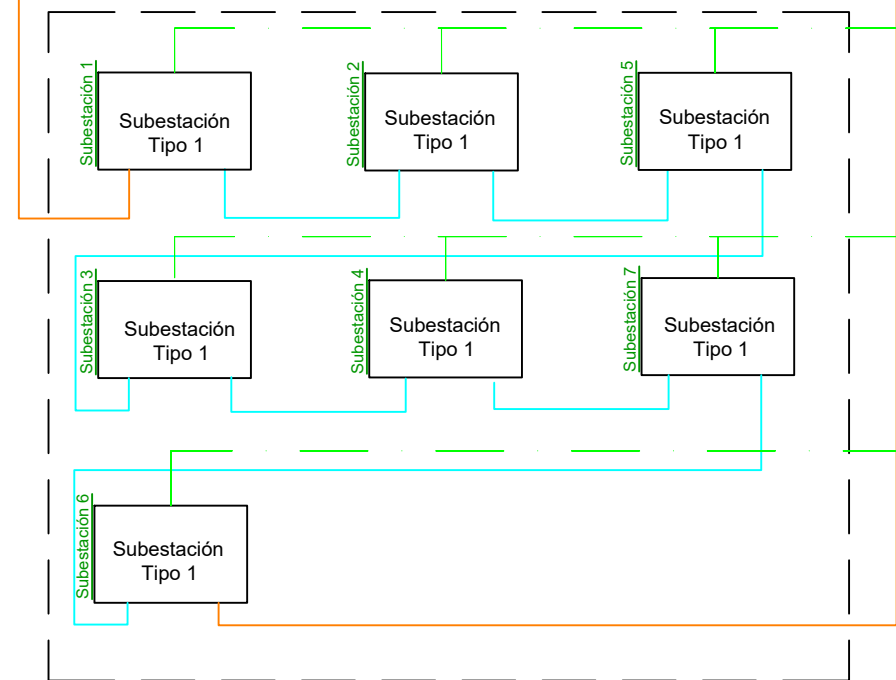 Subestación 1
Subestación
Tipo 1
Subestación 2
Subestación
Tipo 1
Subestación 5
Subestación
Tipo 1
Subestación 3
Subestación
Tipo 1
Subestación 4
Subestación
Tipo 1
Subestación 7
Subestación
Tipo 1
Subestación 6
Subestación
Tipo 1